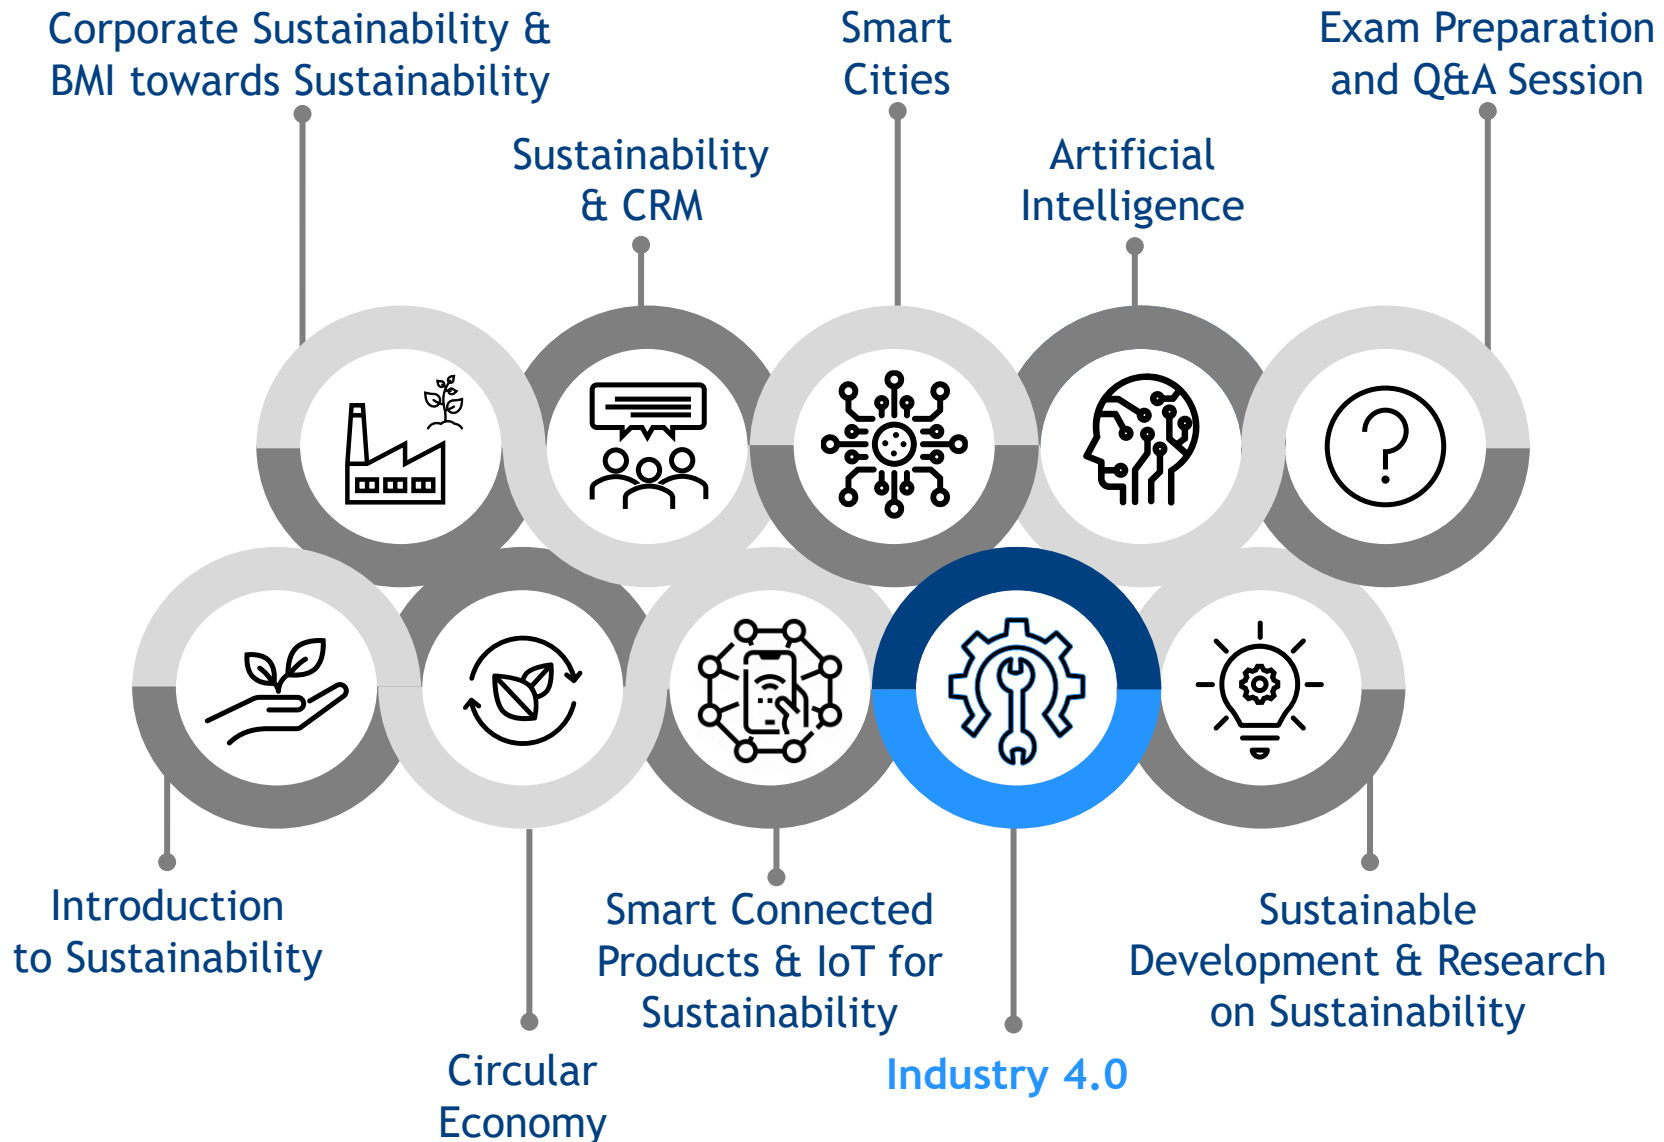 Corporate Sustainability &
BMI towards Sustainability
Smart
Cities
Exam Preparation
and Q&A Session
Sustainability
& CRM
Artificial
Intelligence
Introduction
to Sustainability
Smart Connected
Products & IoT for
Sustainability
Sustainable
Development & Research
on Sustainability
Circular
Economy
Industry 4.0